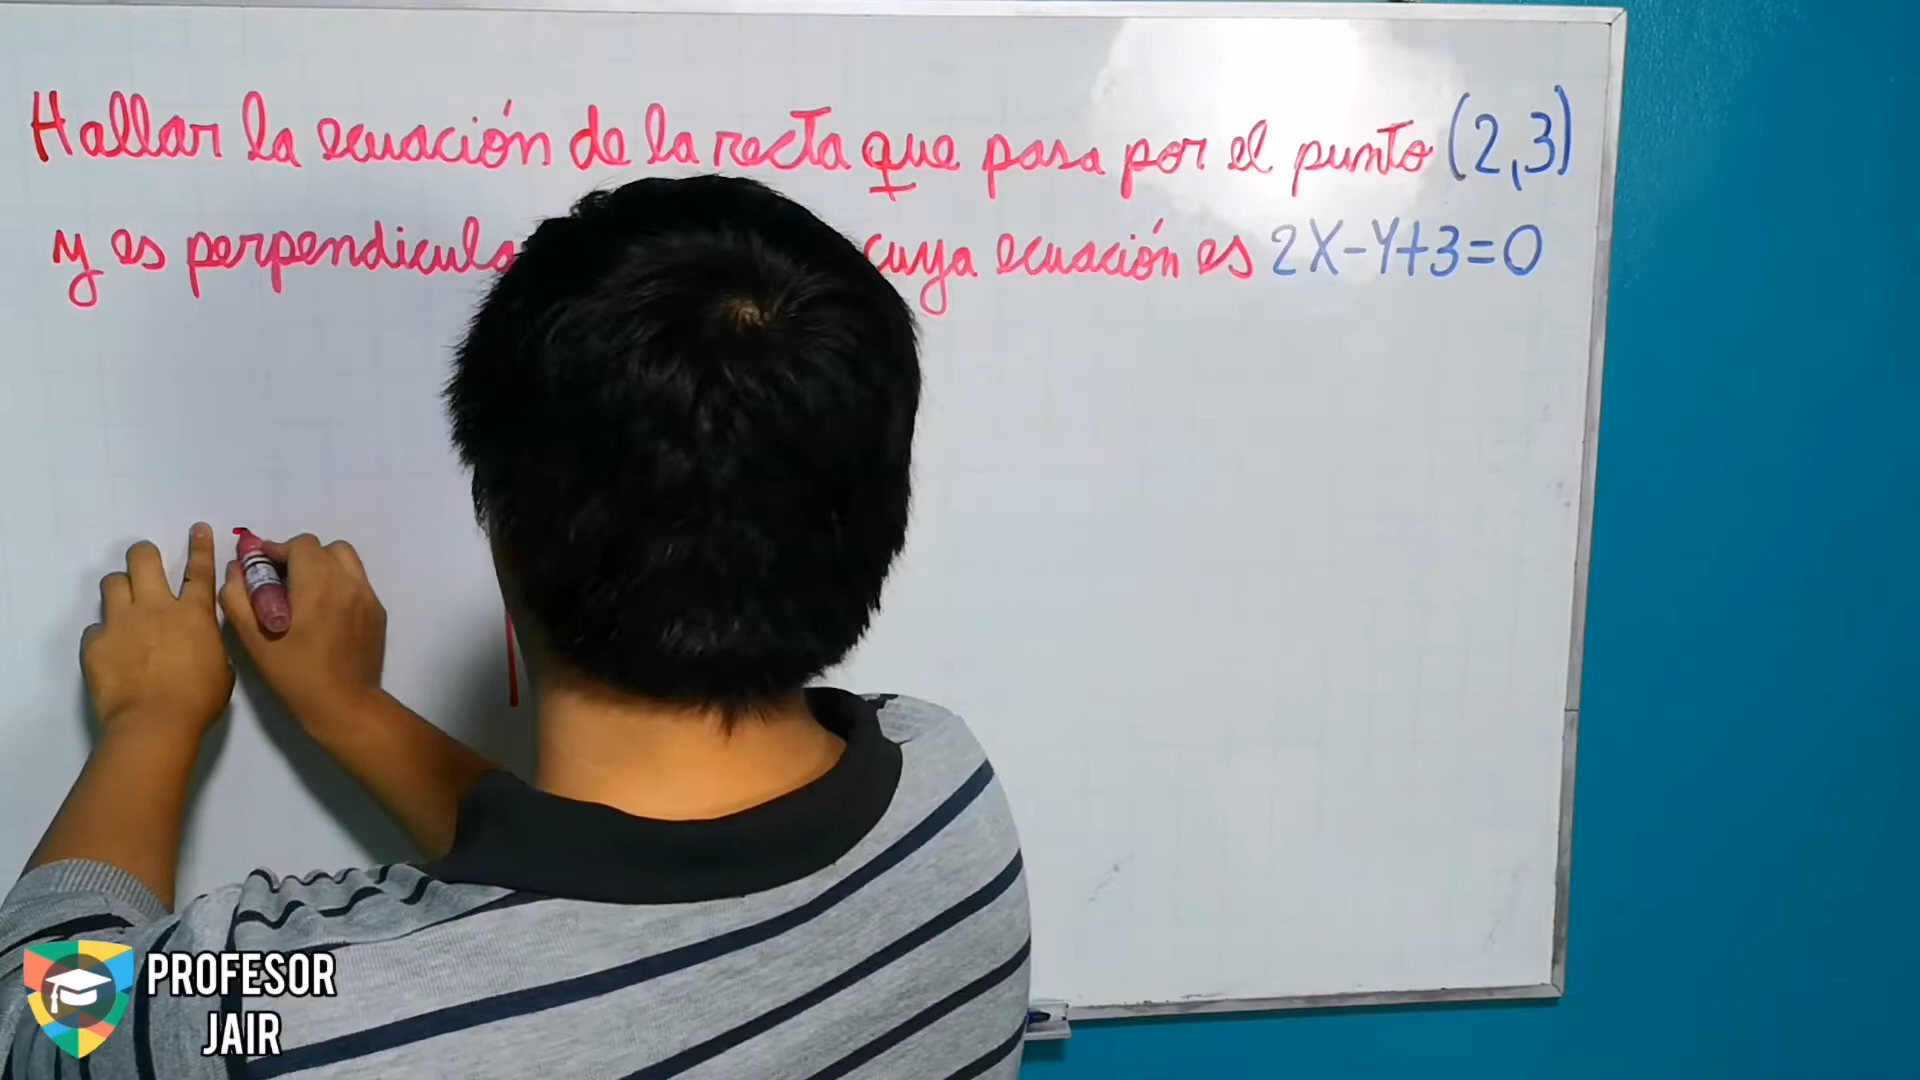 Hallar la ecuación de la recta que pasa por el punto (2,3)
y es perpendicula cuya ecuación es 2X-Y+3=0
PROFESOR
JAIR